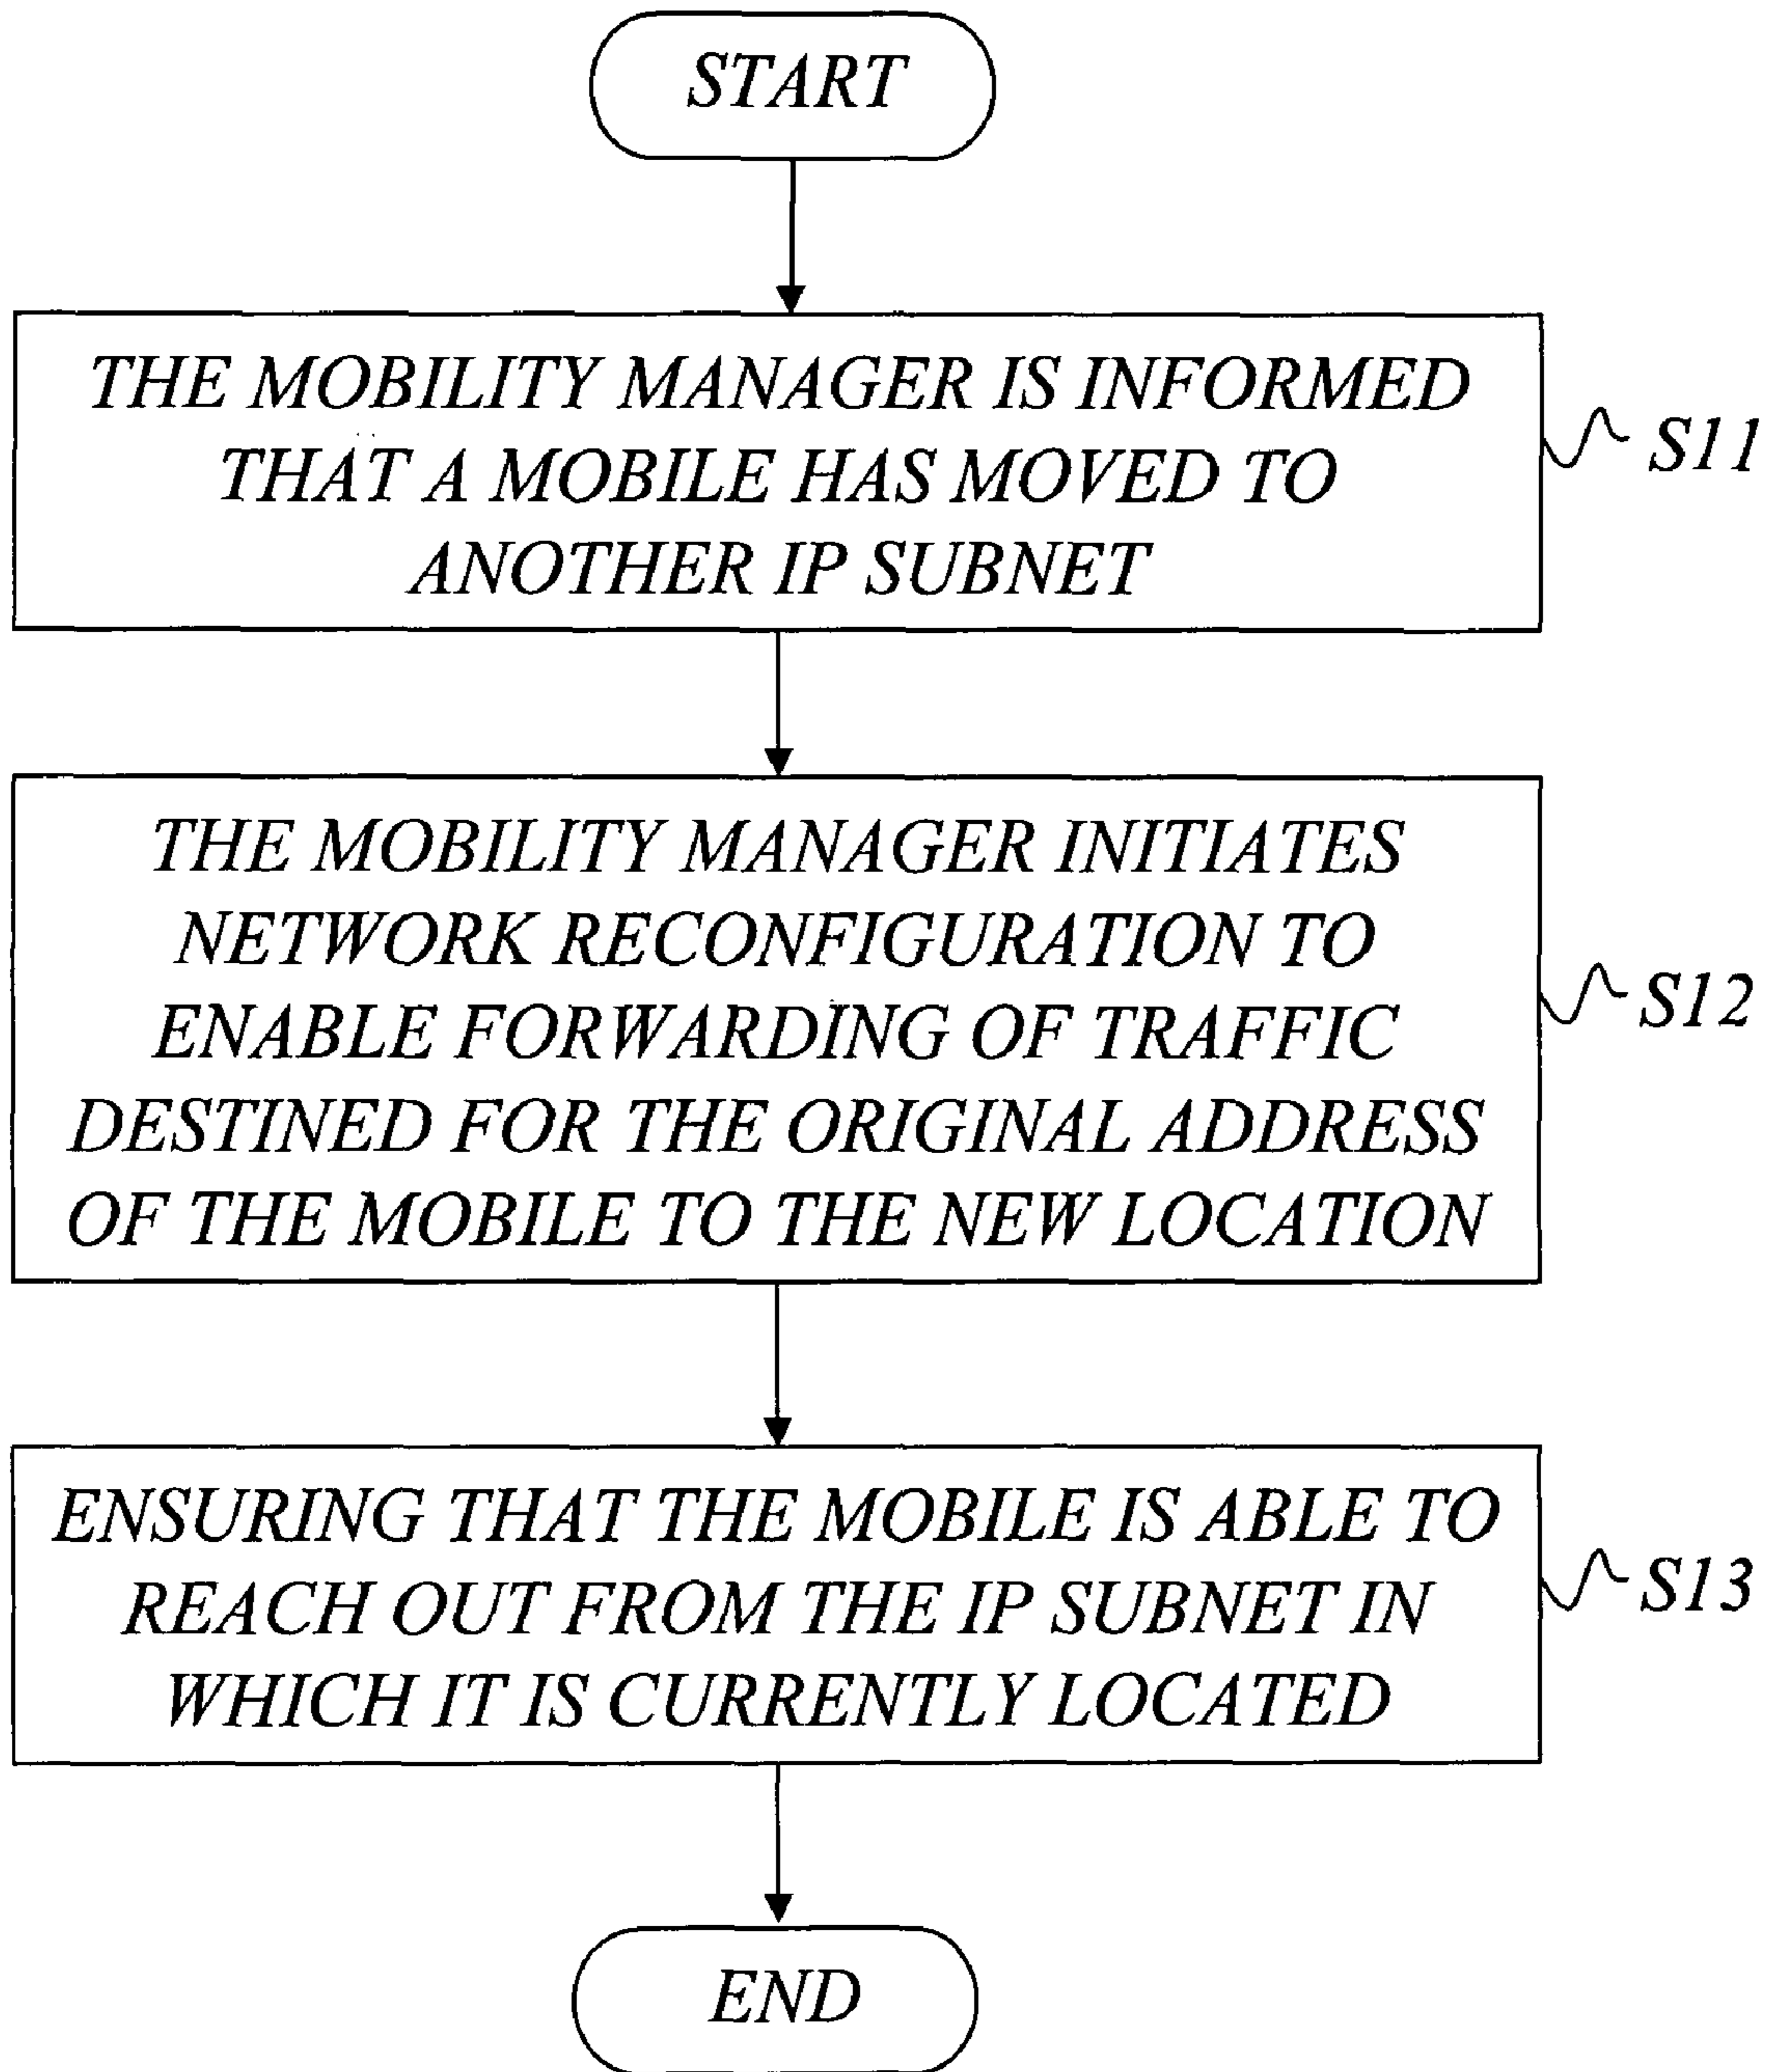 START
THE MOBILITY MANAGER IS INFORMED
THAT A MOBILE HAS MOVED TO
ANOTHER IP SUBNET
S11
THE MOBILITY MANAGER INITIATES
NETWORK RECONFIGURATION TO
ENABLE FORWARDING OF TRAFFIC
DESTINED FOR THE ORIGINAL ADDRESS
OF THE MOBILE TO THE NEW LOCATION
S12
ENSURING THAT THE MOBILE IS ABLE TO
REACH OUT FROM THE IP SUBNET IN
WHICH IT IS CURRENTLY LOCATED
S13
END